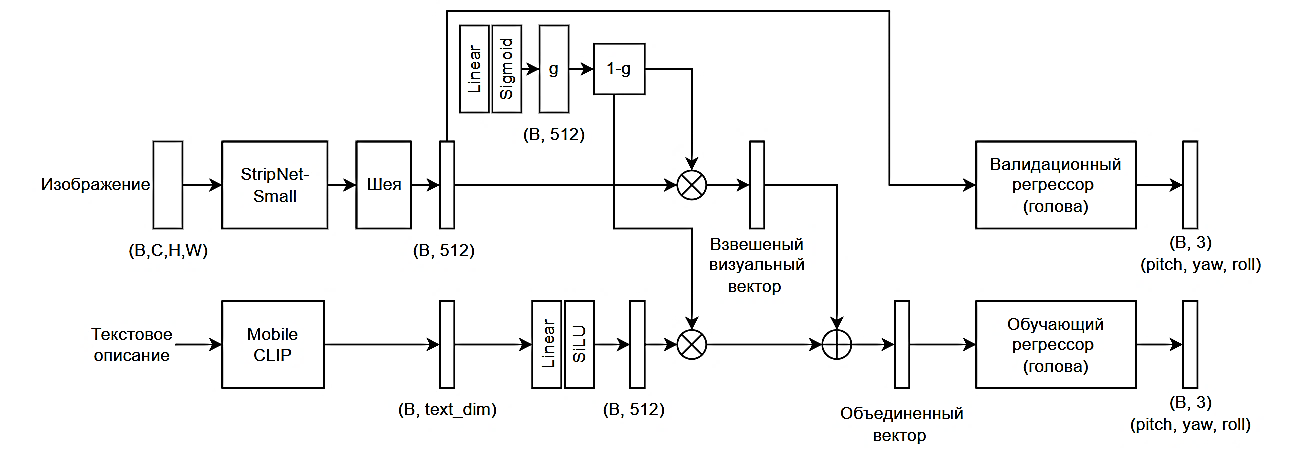 Linear
Sigmoid
g
1-g
(B, 512)
Изображение
StripNet-
Small
Шея
Валидационный
регрессор
(голова)
(B,C,H,W)
(B, 512)
Взвешеный
визуальный
вектор
(B, 3)
(pitch, yaw, roll)
Текстовое
описание
Mobile
CLIP
Linear
SiLU
Обучающий
регрессор
(голова)
(B, text_dim)
(B, 512)
Объединенный
вектор
(B, 3)
(pitch, yaw, roll)